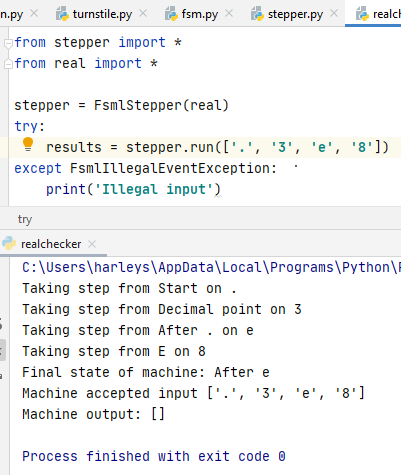 n.py turnstile.py fsm.py stepper.py realch
from stepper import *
from real import *
stepper = FsmlStepper(real)
try:
results = stepper.run(['.', '3', 'e', '8'])
except FsmlIllegalEventException:
print('Illegal input')
try
realchecker
C:\Users\harleys\AppData\Local\Programs\Python\P
Taking step from Start on .
Taking step from Decimal point on 3
Taking step from After . on e
Taking step from E on 8
Final state of machine: After e
Machine accepted input ['.', '3', 'e', '8']
Machine output: []
Process finished with exit code 0